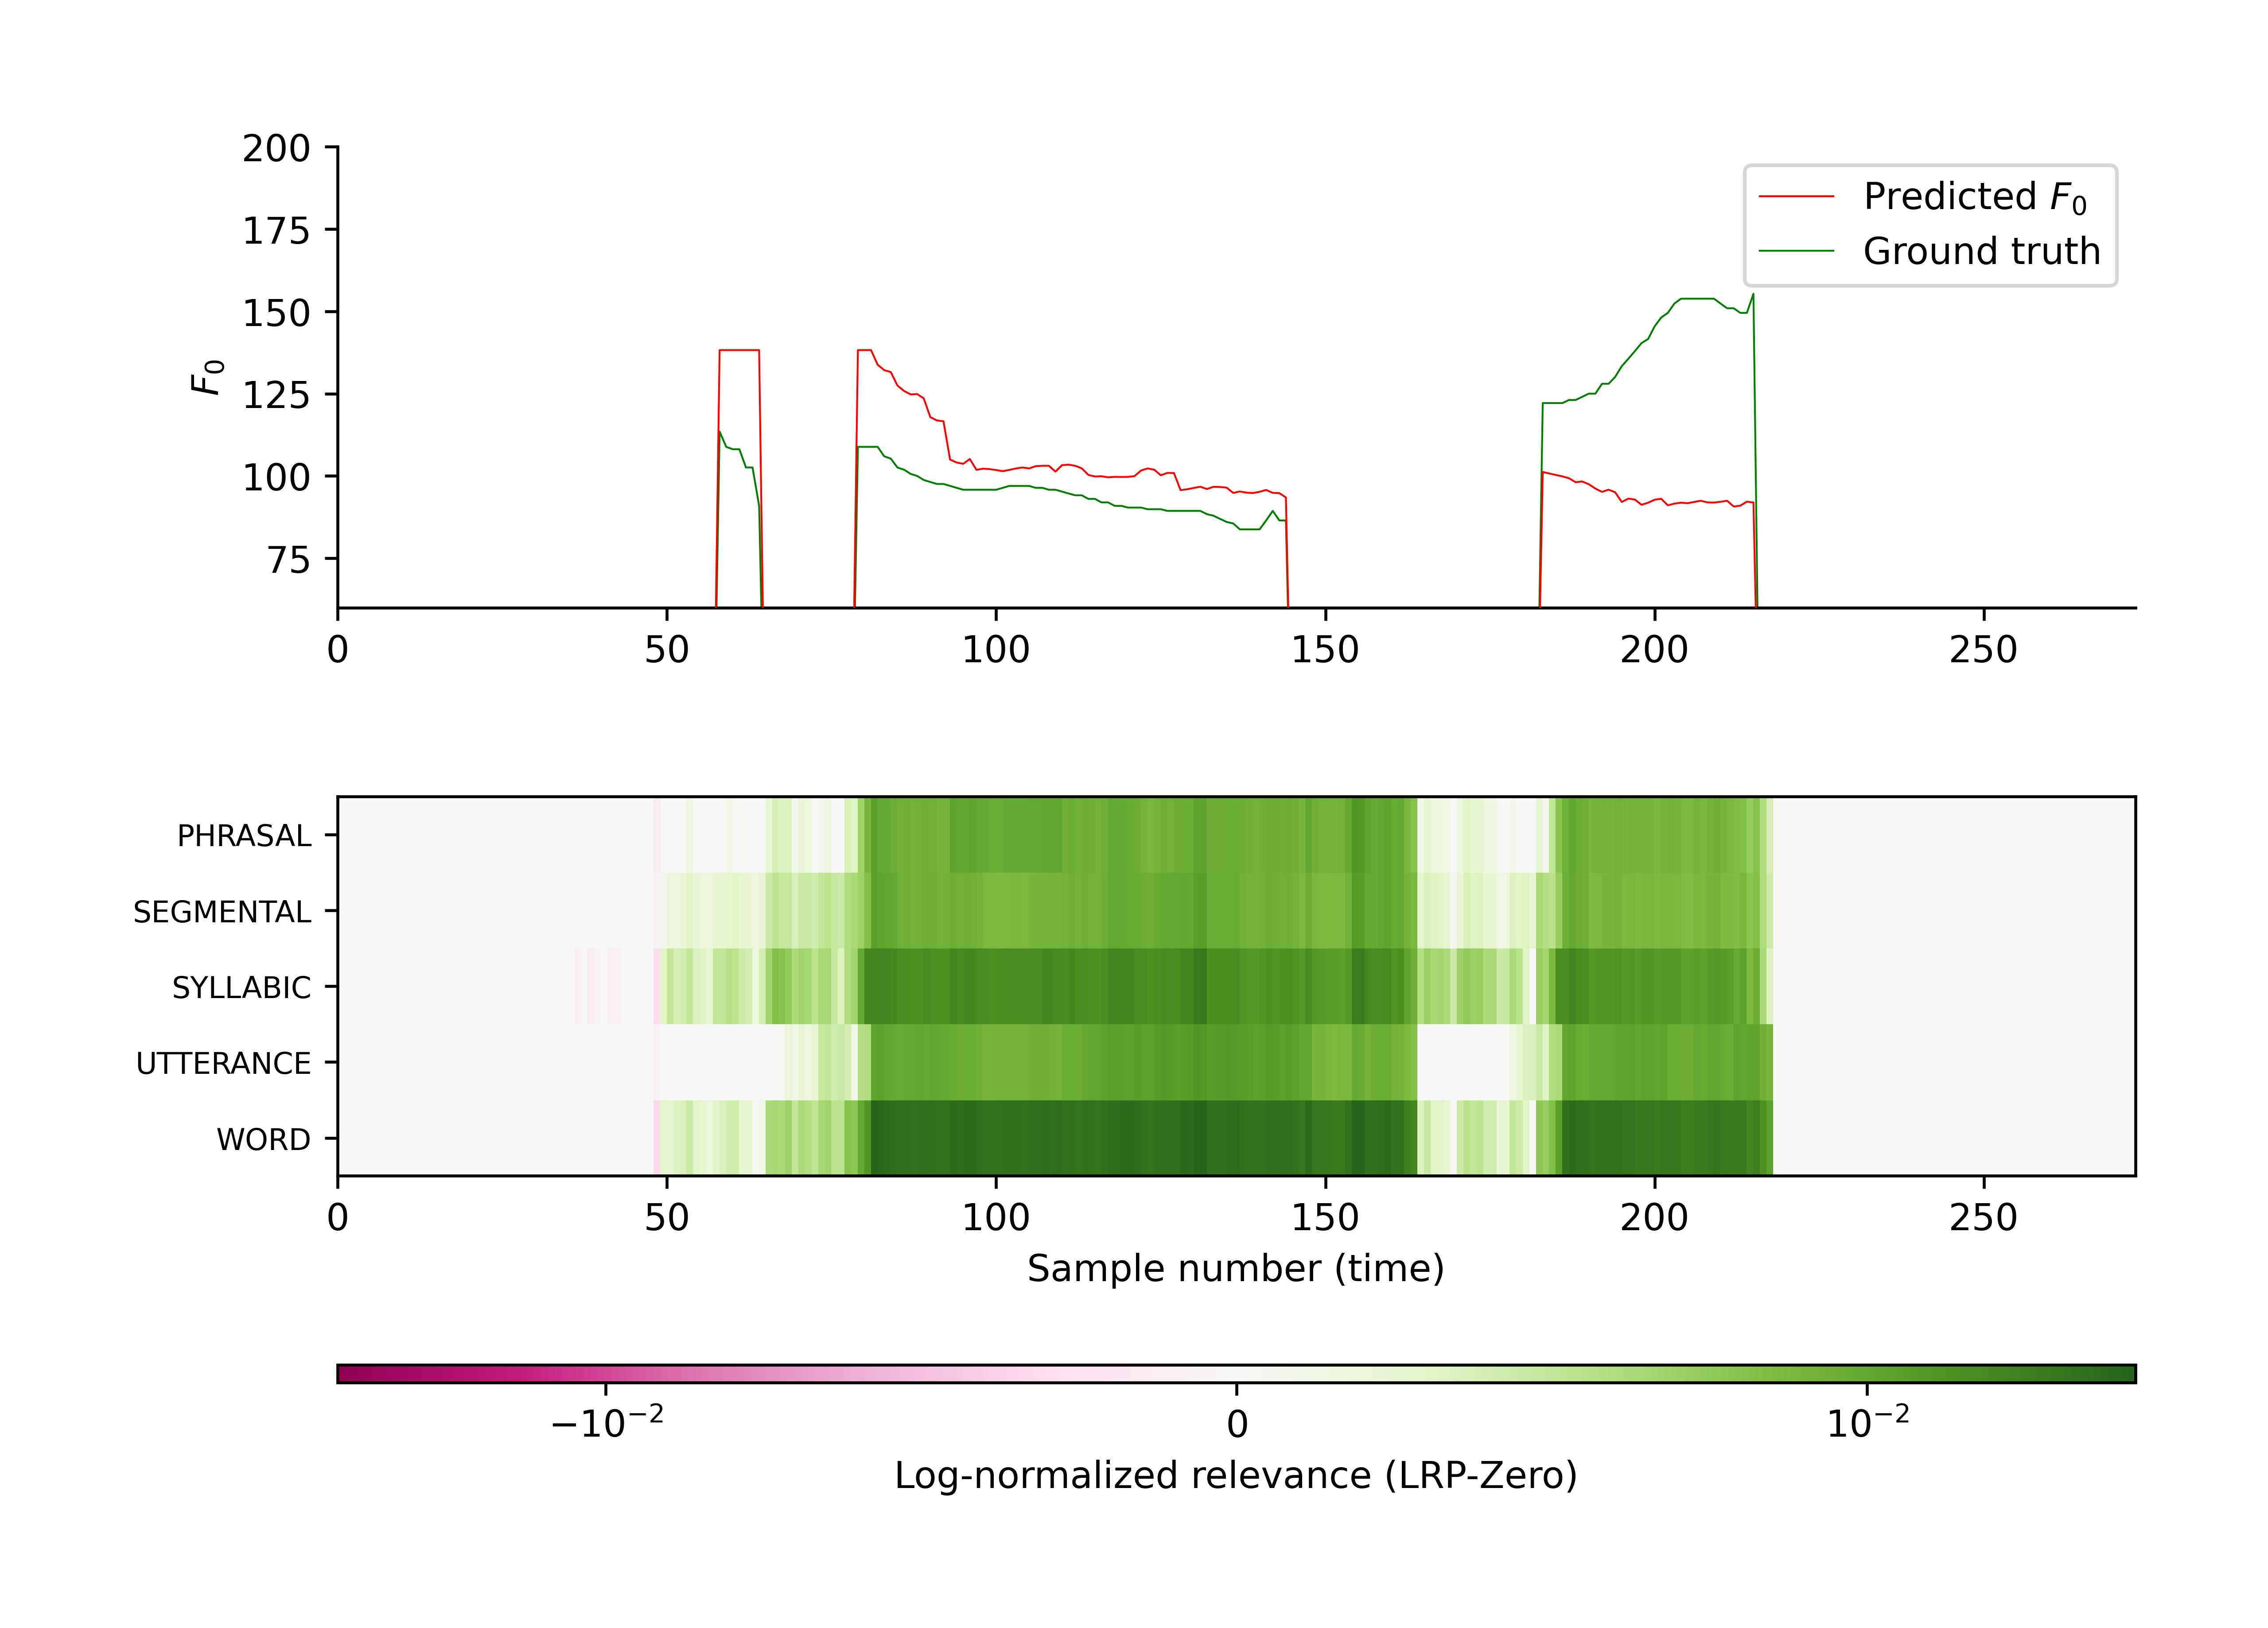 200
175
150
125
100
75
F₀
Predicted F₀
Ground truth
0 50 100 150 200 250
PHRASAL
SEGMENTAL
SYLLABIC
UTTERANCE
WORD
0 50 100 150 200 250
Sample number (time)
−10⁻² 0 10⁻²
Log-normalized relevance (LRP-Zero)